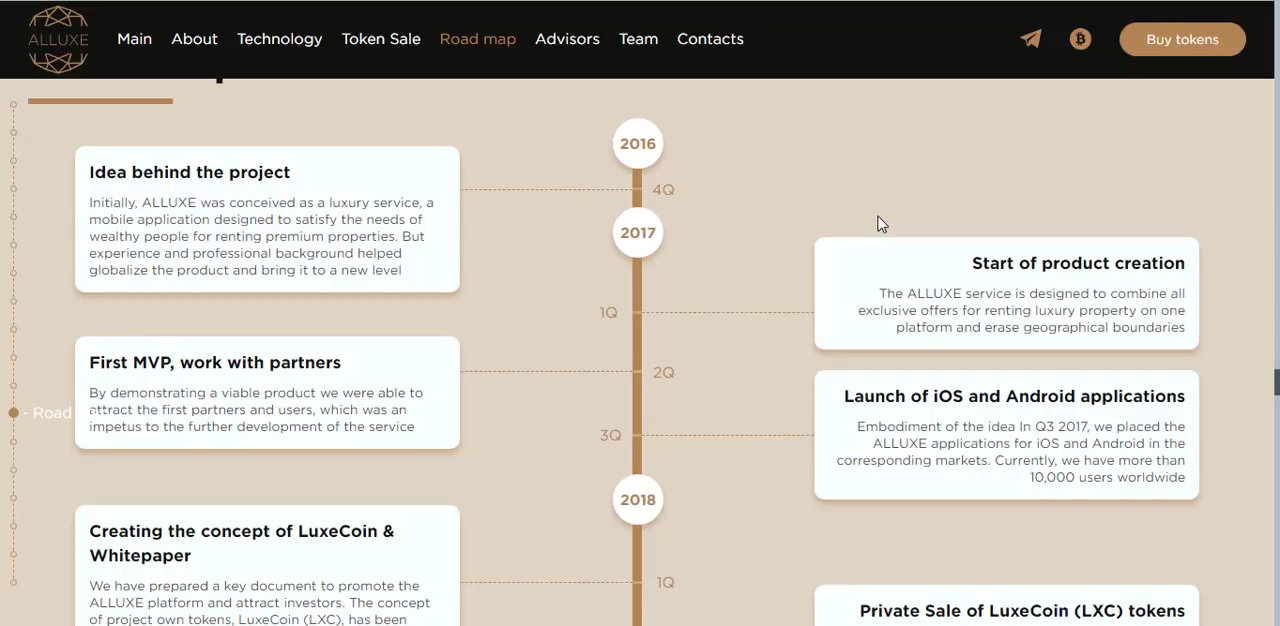 ALLUXE
Main
About
Technology
Token Sale
Road map
Advisors
Team
Contacts
Buy tokens
2016
Idea behind the project
Initially, ALLUXE was conceived as a luxury service, a
mobile application designed to satisfy the needs of
wealthy people for renting premium properties. But
experience and professional background helped
globalize the product and bring it to a new level
4Q
2017
Start of product creation
The ALLUXE service is designed to combine all
exclusive offers for renting luxury property on one
platform and erase geographical boundaries
1Q
First MVP, work with partners
By demonstrating a viable product we were able to
attract the first partners and users, which was an
impetus to the further development of the service
2Q
- Road
Launch of iOS and Android applications
Embodiment of the idea In Q3 2017, we placed the
ALLUXE applications for iOS and Android in the
corresponding markets. Currently, we have more than
10,000 users worldwide
3Q
2018
Creating the concept of LuxeCoin &
Whitepaper
We have prepared a key document to promote the
ALLUXE platform and attract investors. The concept
of project own tokens, LuxeCoin (LXC), has been
1Q
Private Sale of LuxeCoin (LXC) tokens